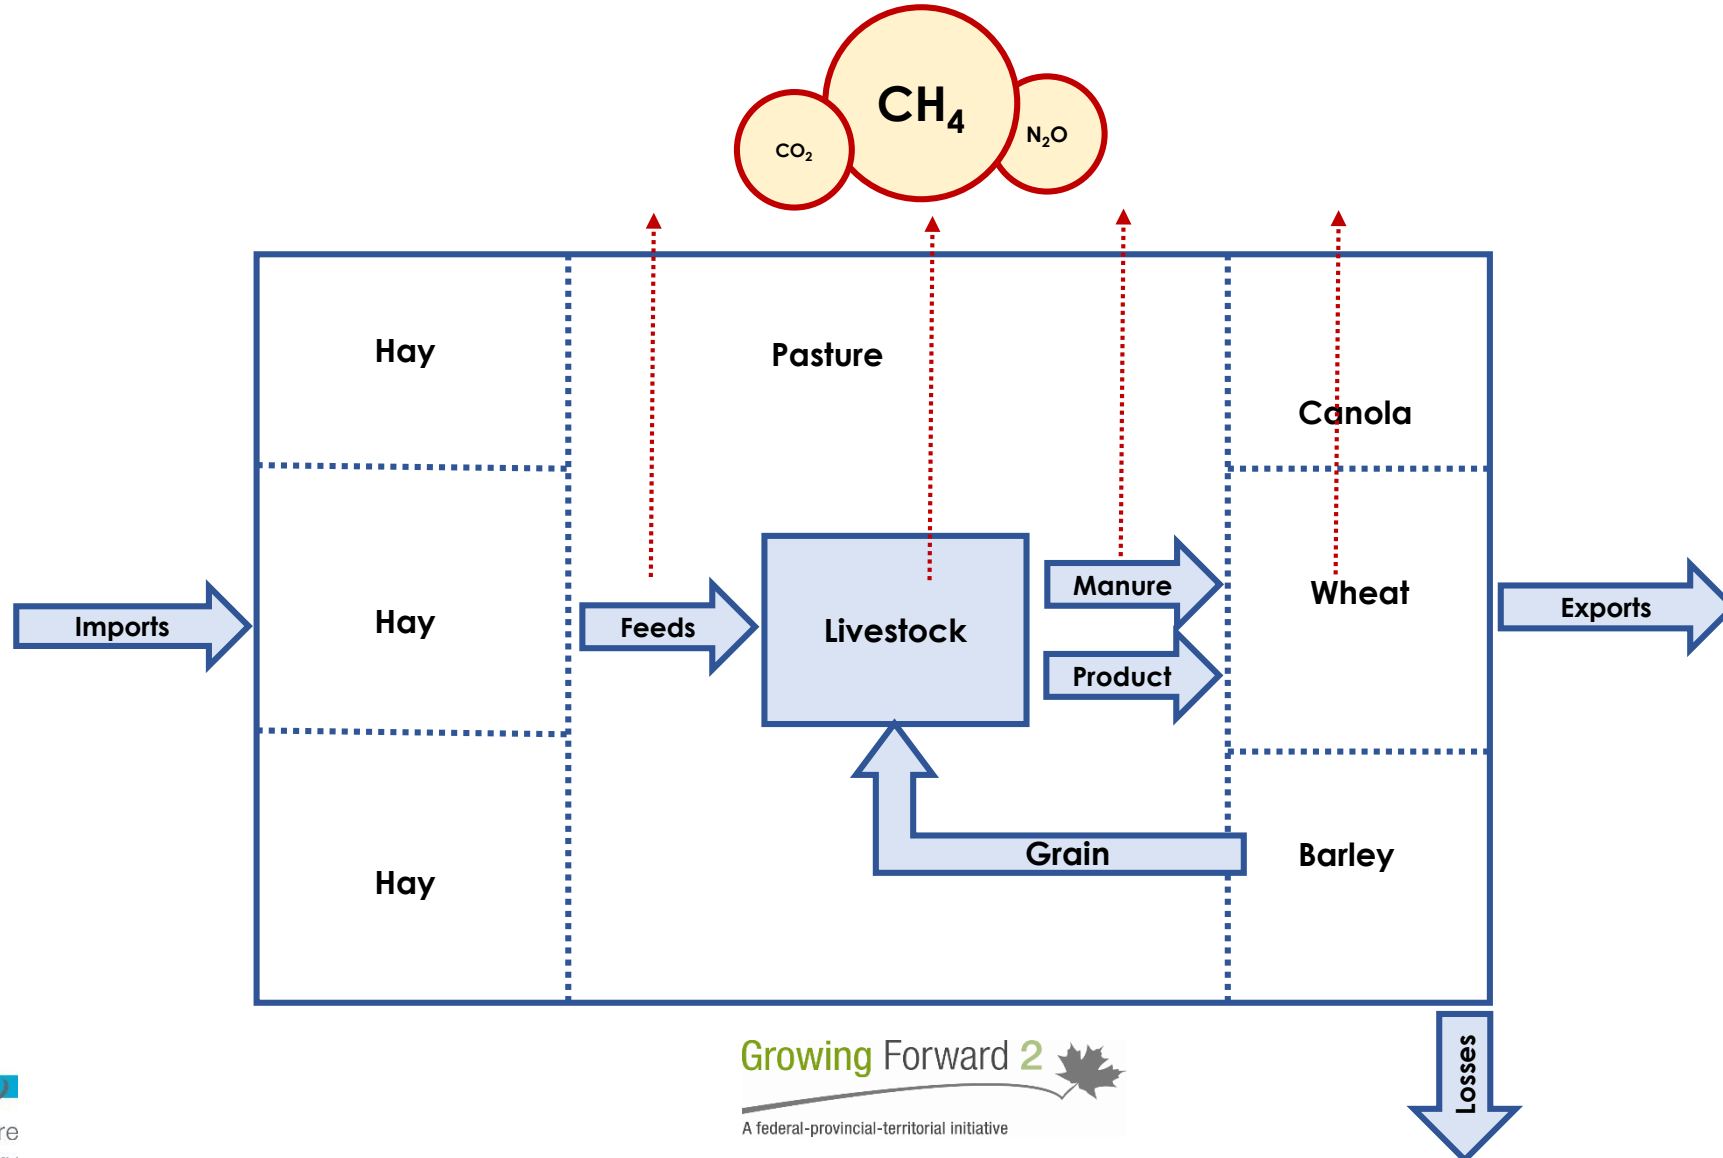 CH₄
CO₂
N₂O
Hay
Pasture
Canola
Imports
Hay
Feeds
Livestock
Manure
Product
Wheat
Exports
Hay
Grain
Barley
Losses
Growing Forward 2
A federal-provincial-territorial initiative